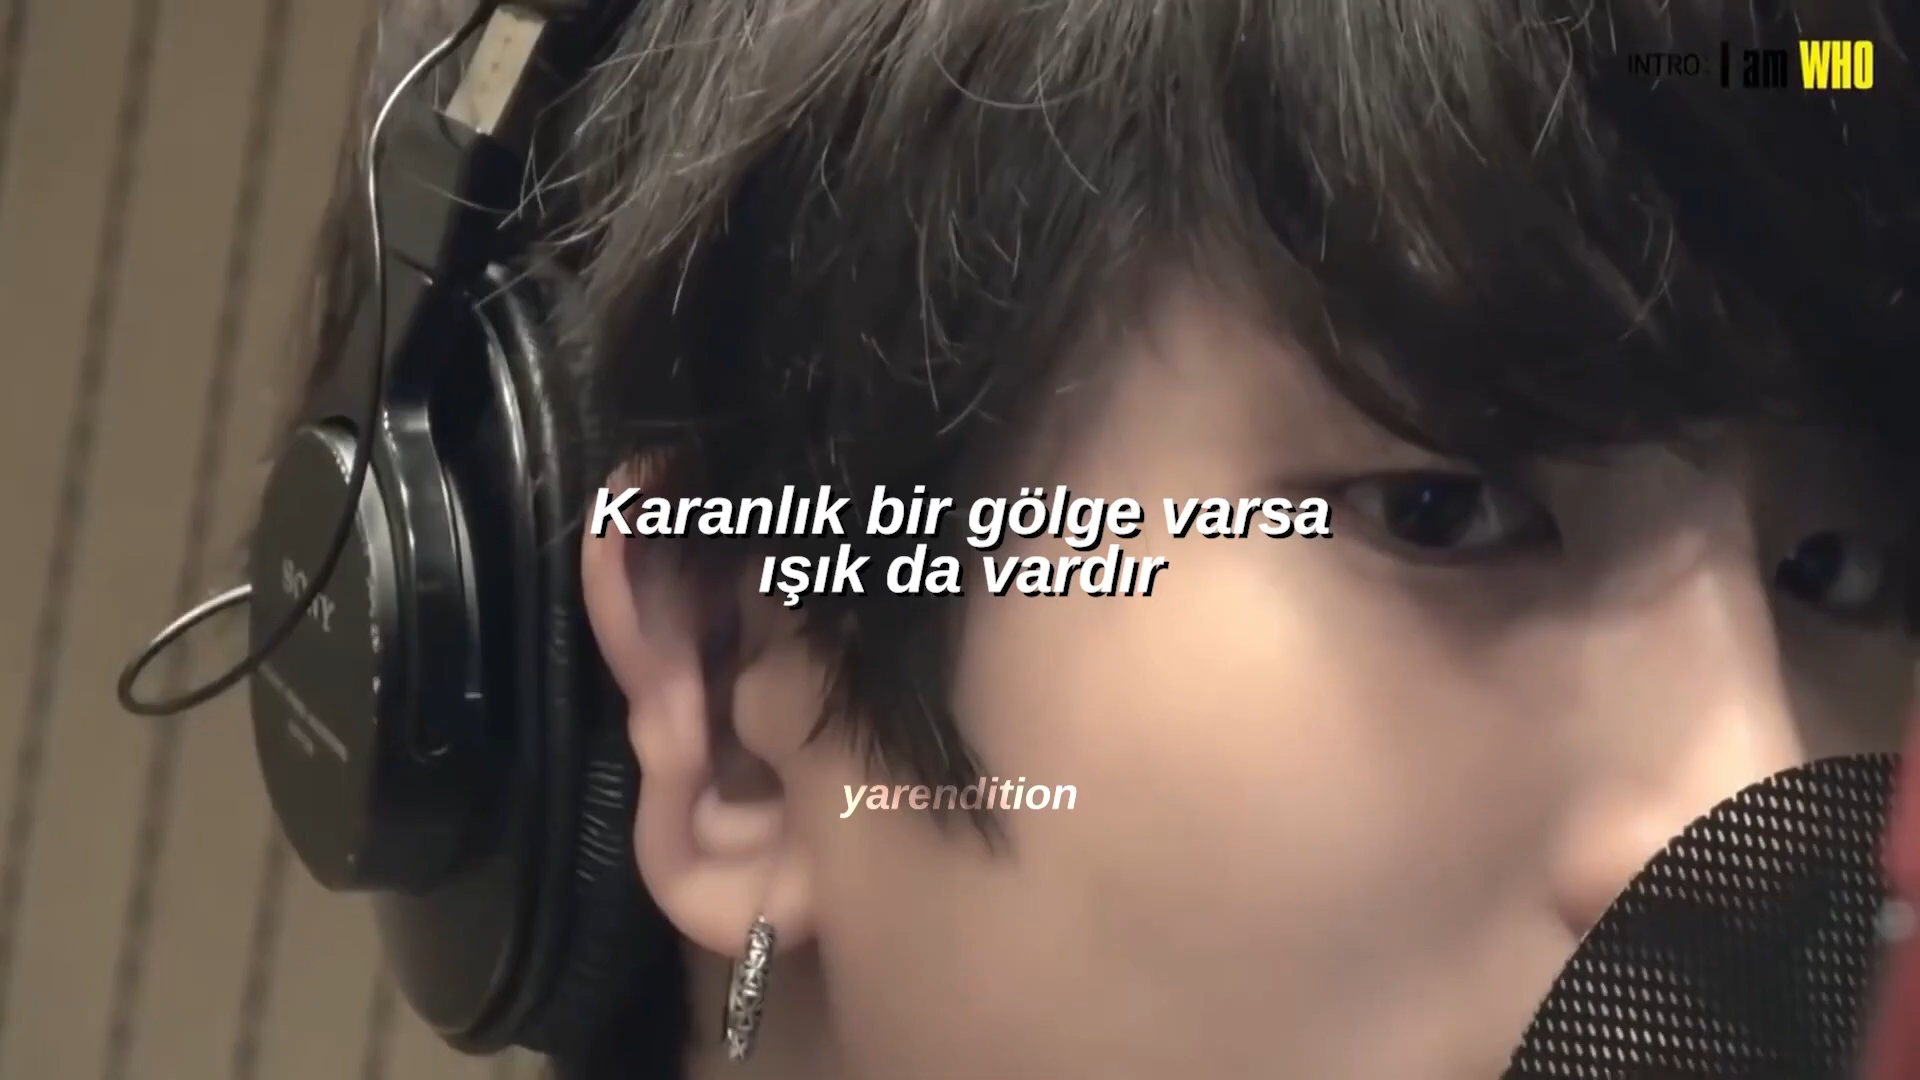 INTRO: I am WHO
Karanlık bir gölge varsa
ışık da vardır
yarendition